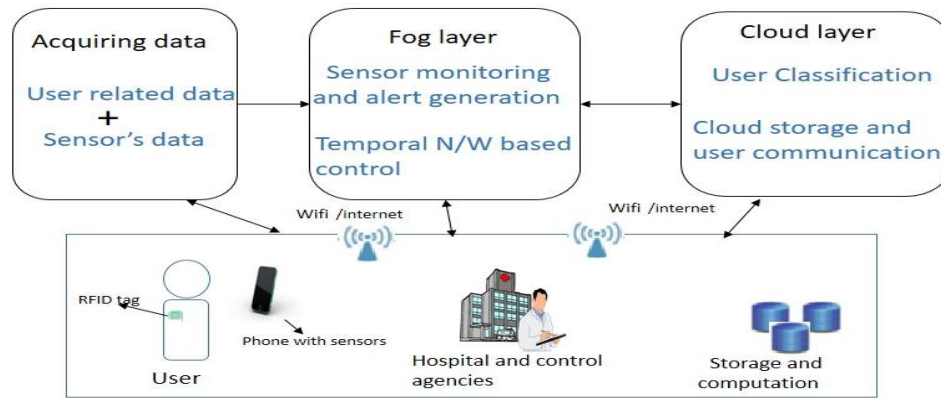 Acquiring data
User related data
+
Sensor's data
Fog layer
Sensor monitoring
and alert generation
Temporal N/W based
control
Cloud layer
User Classification
Cloud storage and
user communication
Wifi /internet
Wifi /internet
RFID tag
Phone with sensors
User
Hospital and control
agencies
Storage and
computation